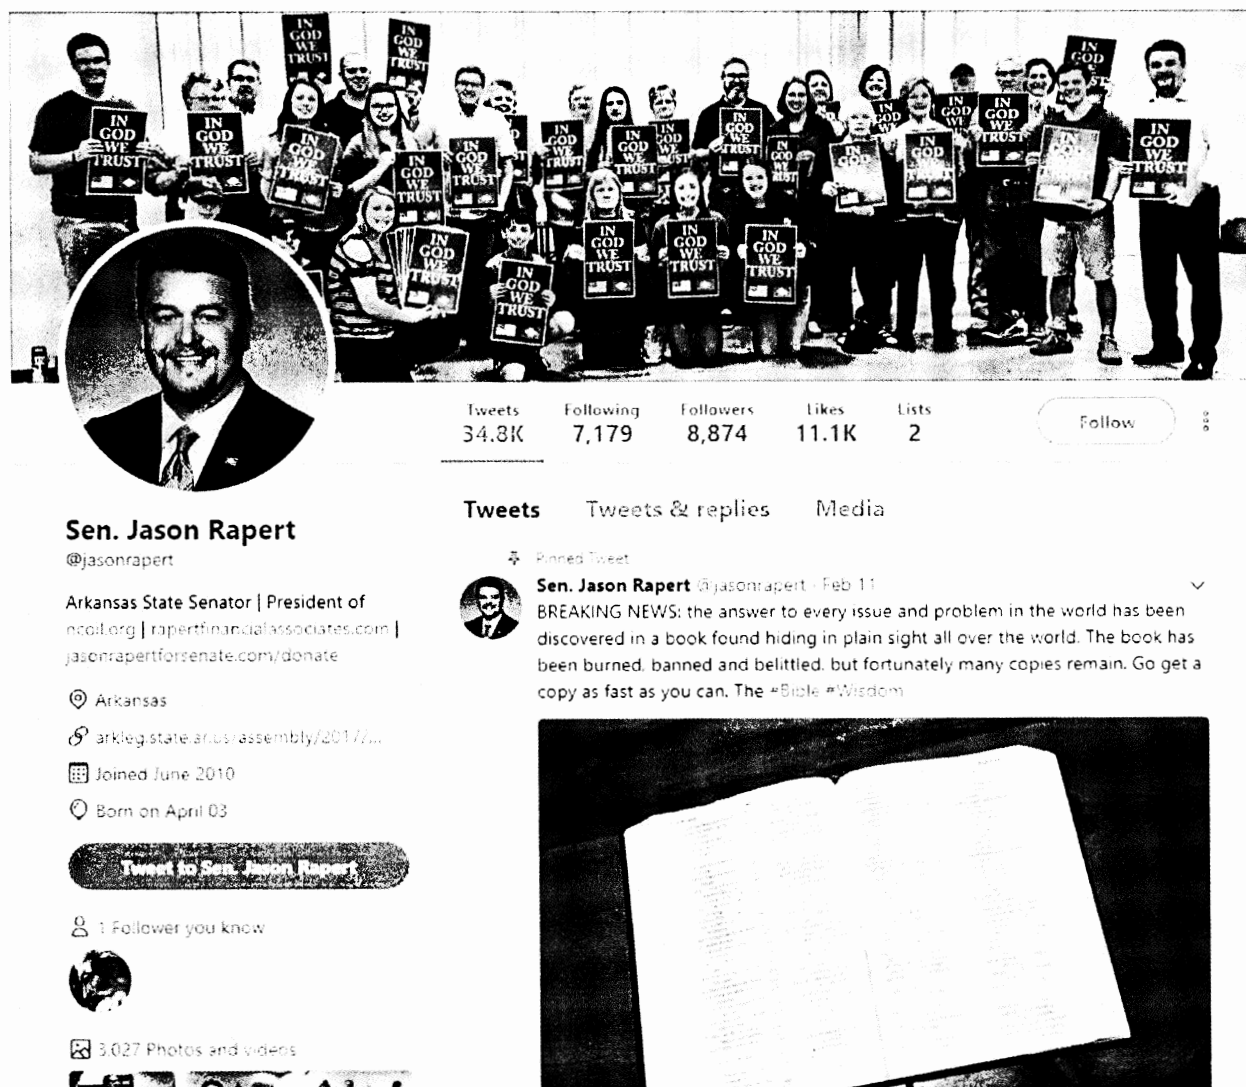 IN GOD WE TRUST
Tweets Following Followers Likes Lists
34.8K 7,179 8,874 11.1K 2
Follow
Tweets Tweets & replies Media
Sen. Jason Rapert
@jasonrapert
Arkansas State Senator | President of
ncoil.org | rapertfinancialassociates.com |
jasonrapertforsenate.com/donate
Arkansas
arkleg.state.ar.us/assembly/2017/...
Joined June 2010
Born on April 03
Tweet to Sen. Jason Rapert
1 Follower you know
3,027 Photos and videos
Pinned Tweet
Sen. Jason Rapert @jasonrapert · Feb 11
BREAKING NEWS: the answer to every issue and problem in the world has been
discovered in a book found hiding in plain sight all over the world. The book has
been burned, banned and belittled, but fortunately many copies remain. Go get a
copy as fast as you can. The #Bible #Wisdom